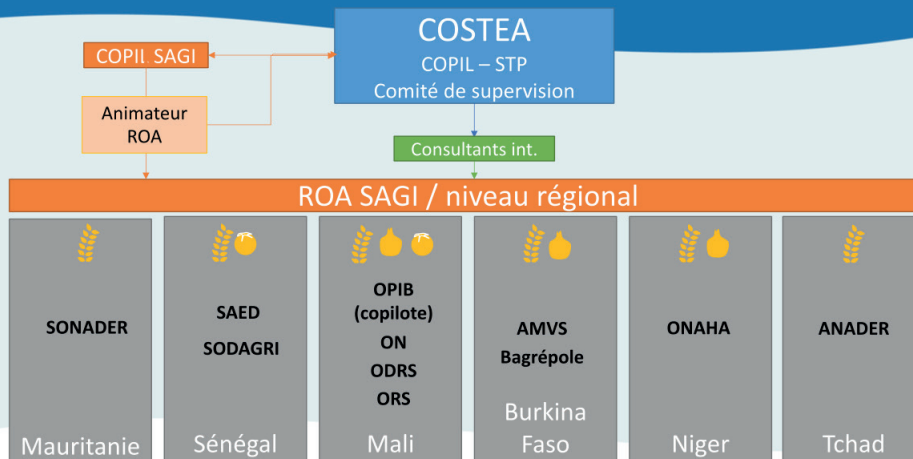 COSTEA
COPIL – STP
Comité de supervision
COPIL SAGI
Animateur
ROA
Consultants int.
ROA SAGI / niveau régional
SONADER
Mauritanie
SAED
SODAGRI
Sénégal
OPIB
(copilote)
ON
ODRS
ORS
Mali
AMVS
Bagrépole
Burkina
Faso
ONAHA
Niger
ANADER
Tchad